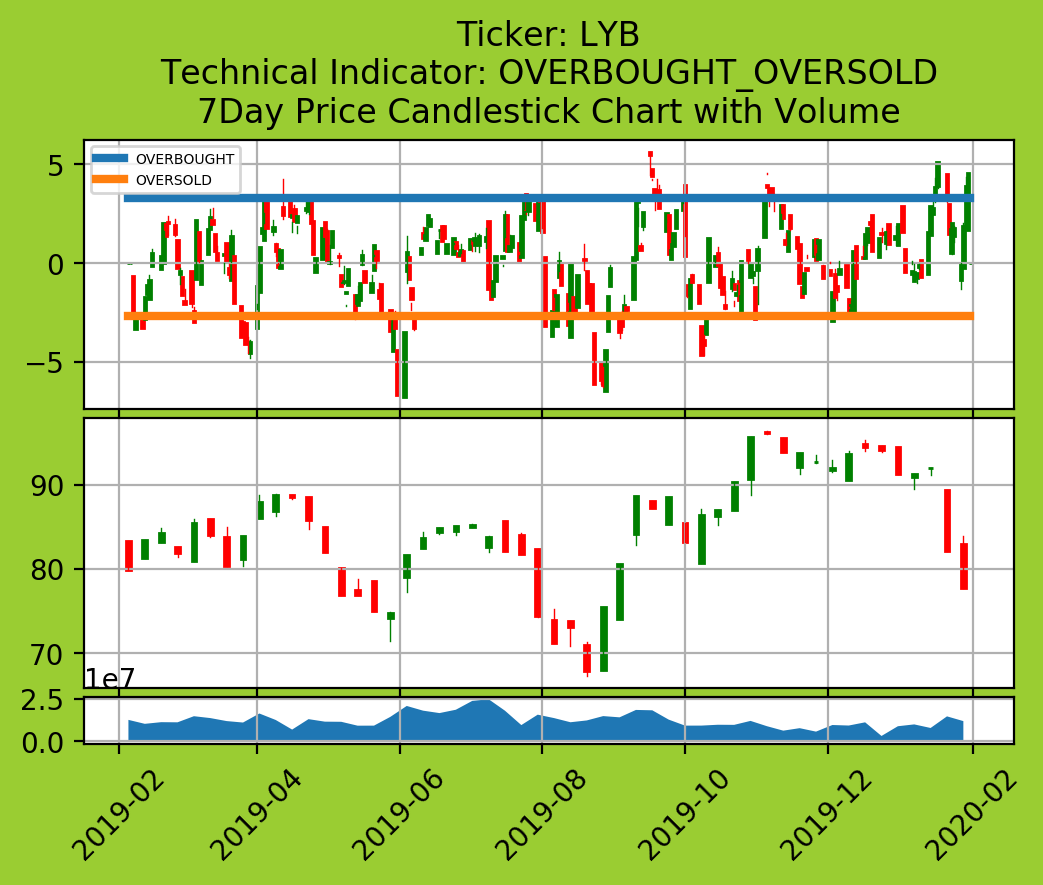 Ticker: LYB
Technical Indicator: OVERBOUGHT_OVERSOLD
7Day Price Candlestick Chart with Volume
OVERBOUGHT
OVERSOLD
5
0
−5
90
80
70
1e7
2.5
0.0
2019-02
2019-04
2019-06
2019-08
2019-10
2019-12
2020-02